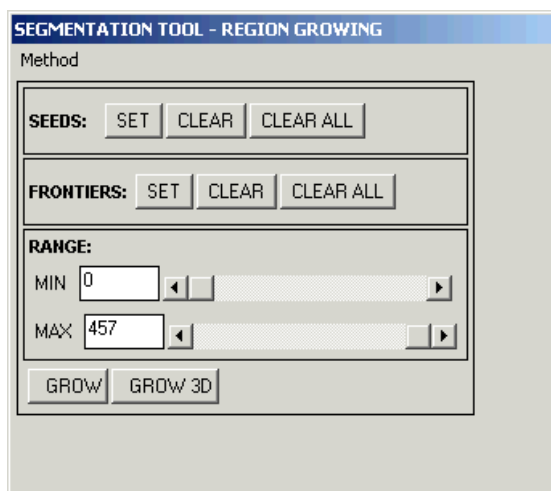 SEGMENTATION TOOL - REGION GROWING
Method
SEEDS: SET CLEAR CLEAR ALL
FRONTIERS: SET CLEAR CLEAR ALL
RANGE:
MIN 0
MAX 457
GROW GROW 3D